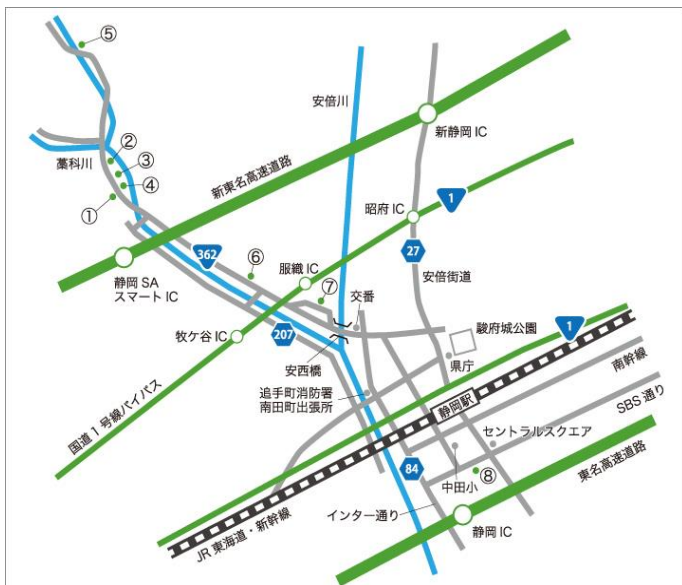 ⑤
安倍川
新静岡 IC
②
藁科川
③
④
新東名高速道路
①
昭府 IC
1
362
⑥
服織 IC
27
安倍街道
静岡 SA
スマート IC
⑦
交番
牧ケ谷 IC
207
駿府城公園
1
安西橋
県庁
南幹線
追手町消防署
南田町出張所
静岡駅
SBS 通り
国道1号線バイパス
セントラルスクエア
84
⑧
中田小
東名高速道路
インター通り
静岡 IC
JR 東海道・新幹線